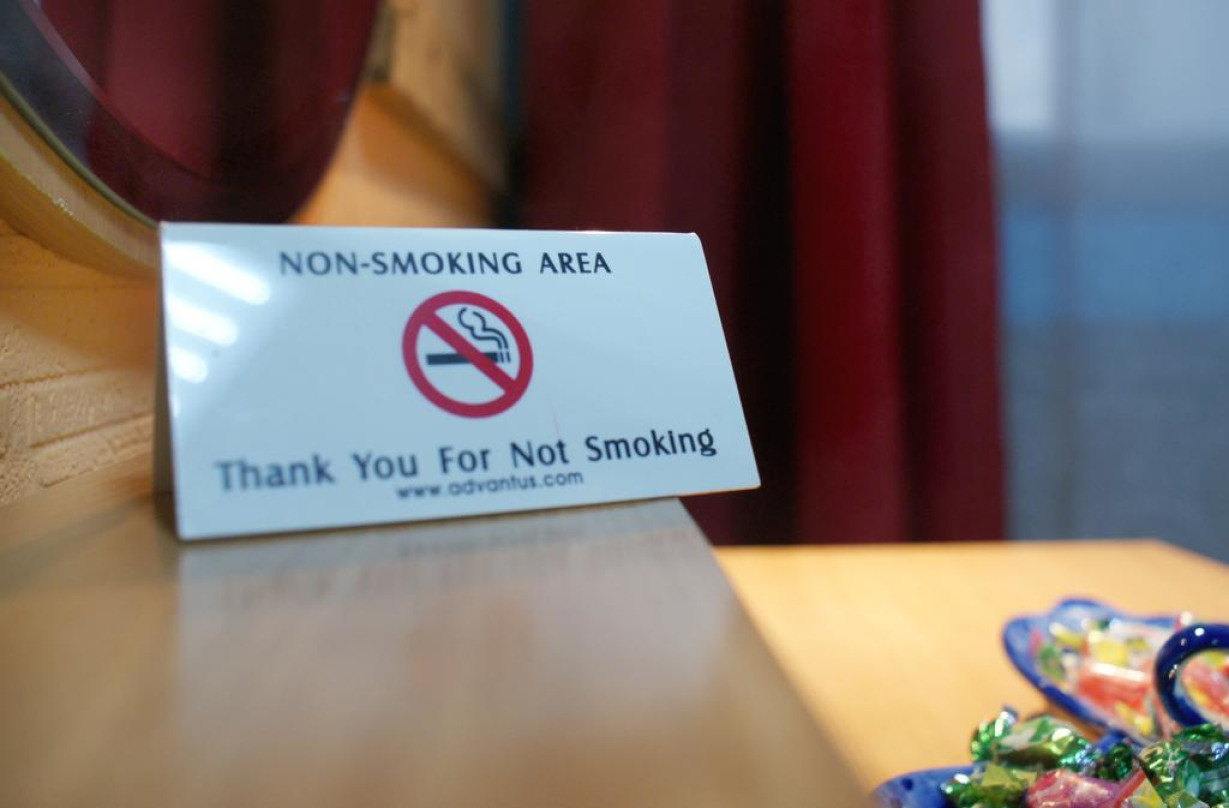 NON-SMOKING AREA
Thank You For Not Smoking
www.advantus.com